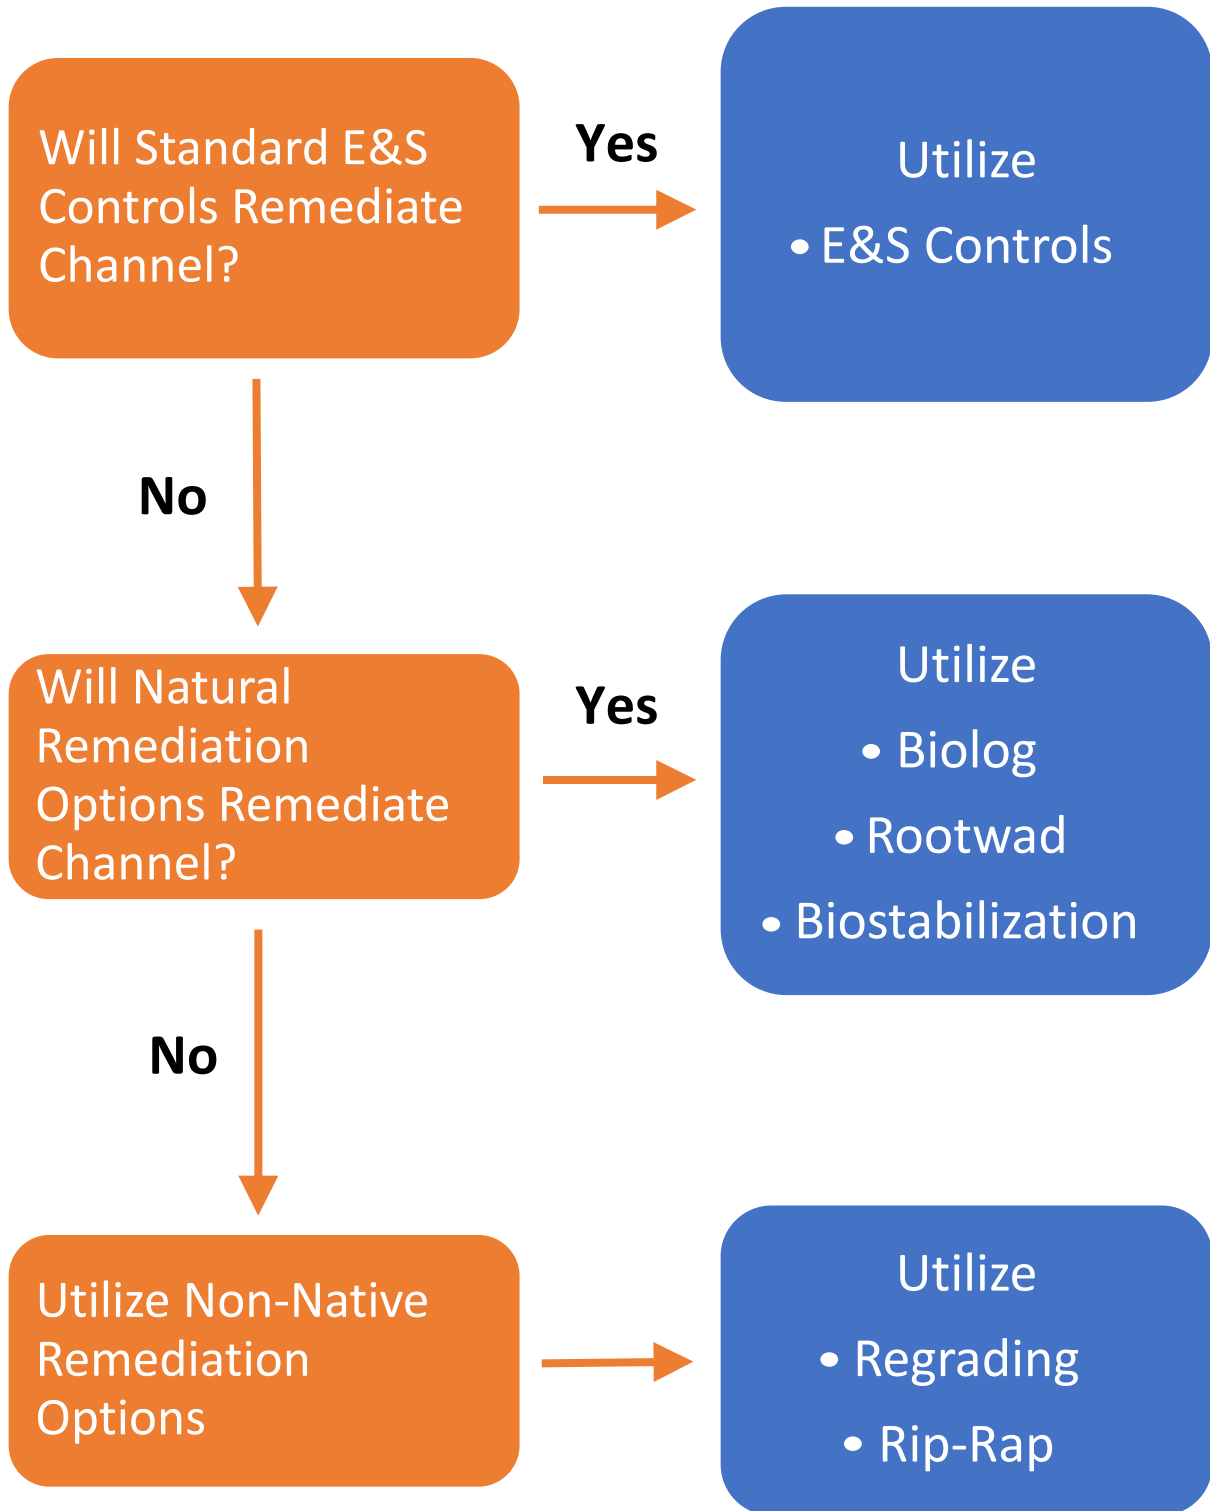 Will Standard E&S
Controls Remediate
Channel?
Yes
Utilize
• E&S Controls
No
Will Natural
Remediation
Options Remediate
Channel?
Yes
Utilize
• Biolog
• Rootwad
• Biostabilization
No
Utilize Non-Native
Remediation
Options
Utilize
• Regrading
• Rip-Rap